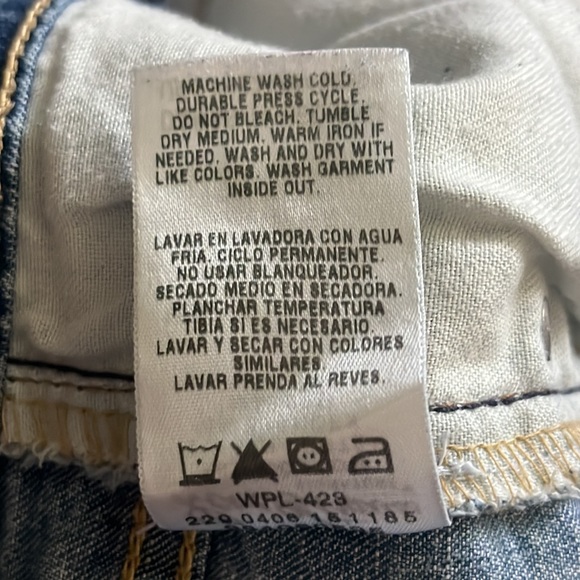 MACHINE WASH COLD.
DURABLE PRESS CYCLE.
DO NOT BLEACH. TUMBLE
DRY MEDIUM. WARM IRON IF
NEEDED. WASH AND DRY WITH
LIKE COLORS. WASH GARMENT
INSIDE OUT.
LAVAR EN LAVADORA CON AGUA
FRIA. CICLO PERMANENTE.
NO USAR BLANQUEADOR.
SECADO MEDIO EN SECADORA.
PLANCHAR TEMPERATURA
TIBIA SI ES NECESARIO.
LAVAR Y SECAR CON COLORES
SIMILARES.
LAVAR PRENDA AL REVES.
WPL-423
220 0406 151185